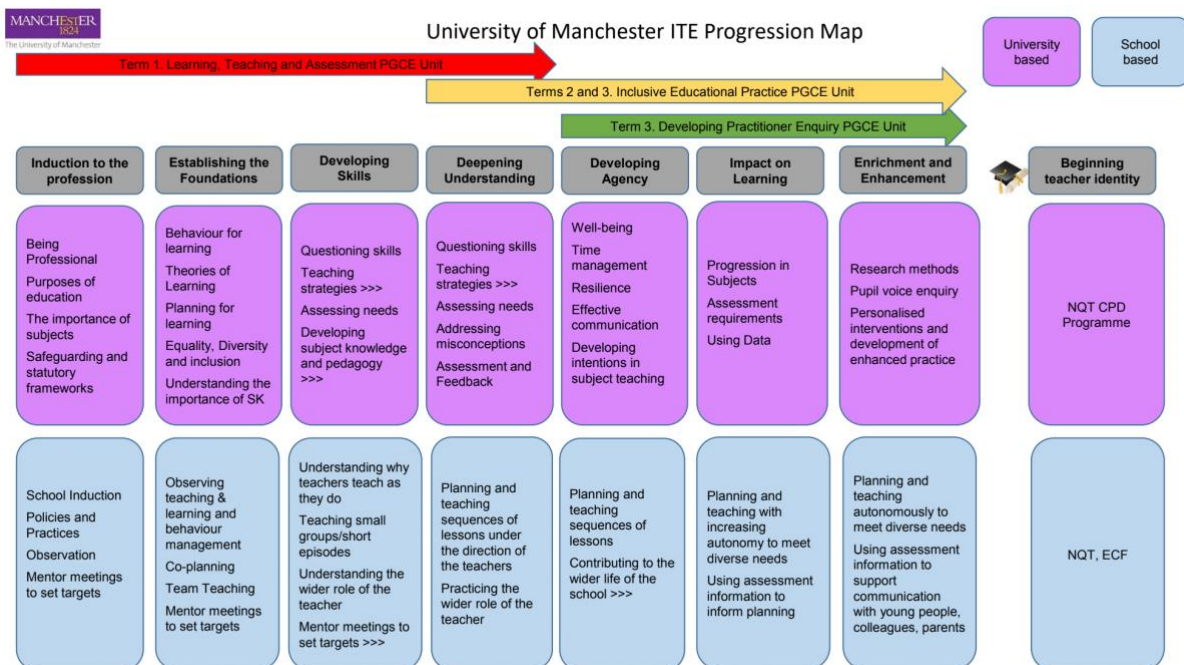 MANCHESTER
1824
The University of Manchester
University of Manchester ITE Progression Map
University
based
School
based
Term 1. Learning, Teaching and Assessment PGCE Unit
Terms 2 and 3. Inclusive Educational Practice PGCE Unit
Term 3. Developing Practitioner Enquiry PGCE Unit
Induction to the
profession
Establishing the
Foundations
Developing
Skills
Deepening
Understanding
Developing
Agency
Impact on
Learning
Enrichment and
Enhancement
Beginning
teacher identity
Being
Professional
Purposes of
education
The importance of
subjects
Safeguarding and
statutory
frameworks
Behaviour for
learning
Theories of
Learning
Planning for
learning
Equality, Diversity
and inclusion
Understanding the
importance of SK
Questioning skills
Teaching
strategies >>>
Assessing needs
Developing
subject knowledge
and pedagogy
>>>
Questioning skills
Teaching
strategies >>>
Assessing needs
Addressing
misconceptions
Assessment and
Feedback
Well-being
Time
management
Resilience
Effective
communication
Developing
intentions in
subject teaching
Progression in
Subjects
Assessment
requirements
Using Data
Research methods
Pupil voice enquiry
Personalised
interventions and
development of
enhanced practice
NQT CPD
Programme
School Induction
Policies and
Practices
Observation
Mentor meetings
to set targets
Observing
teaching &
learning and
behaviour
management
Co-planning
Team Teaching
Mentor meetings
to set targets
Understanding why
teachers teach as
they do
Teaching small
groups/short
episodes
Understanding the
wider role of the
teacher
Mentor meetings to
set targets >>>
Planning and
teaching
sequences of
lessons under
the direction of
the teachers
Practicing the
wider role of the
teacher
Planning and
teaching
sequences of
lessons
Contributing to the
wider life of the
school >>>
Planning and
teaching with
increasing
autonomy to meet
diverse needs
Using assessment
information to
inform planning
Planning and
teaching
autonomously to
meet diverse needs
Using assessment
information to
support
communication
with young people,
colleagues, parents
NQT, ECF